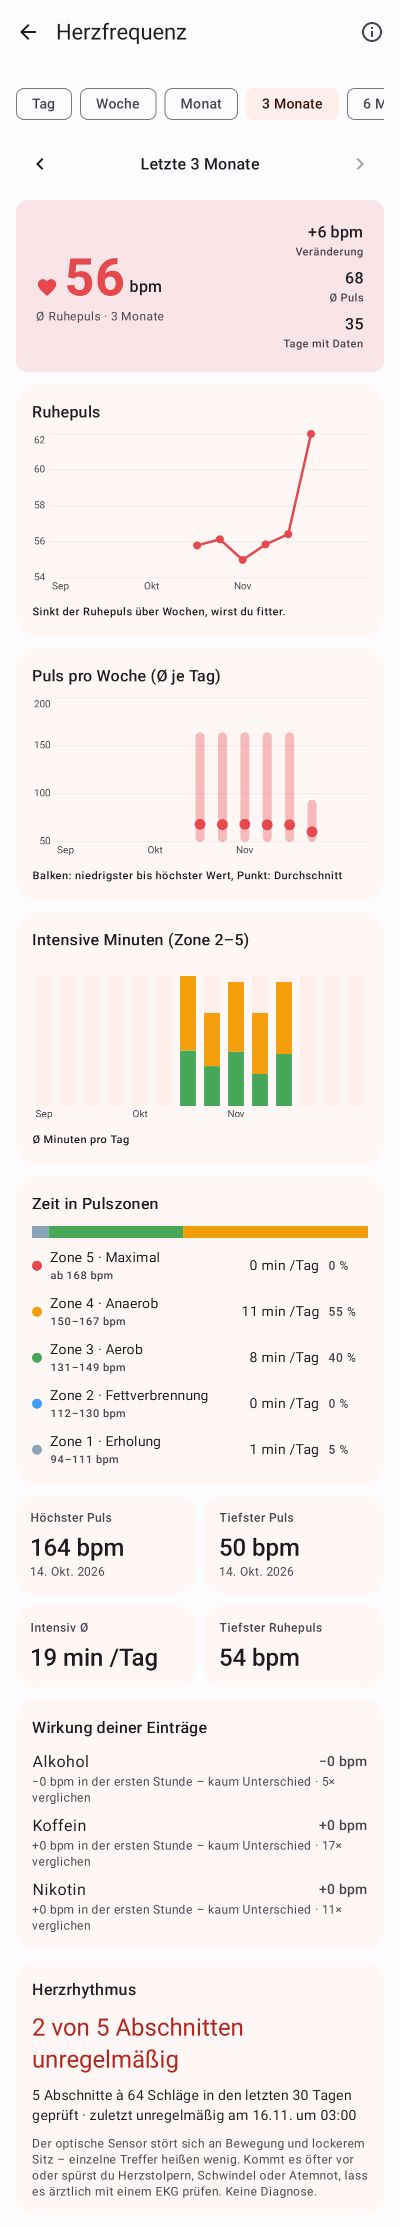 Herzfrequenz
Tag Woche Monat 3 Monate 6 M
Letzte 3 Monate
56 bpm
Ø Ruhepuls · 3 Monate
+6 bpm
Veränderung
68
Ø Puls
35
Tage mit Daten
Ruhepuls
62
60
58
56
54
Sep Okt Nov
Sinkt der Ruhepuls über Wochen, wirst du fitter.
Puls pro Woche (Ø je Tag)
200
150
100
50
Sep Okt Nov
Balken: niedrigster bis höchster Wert, Punkt: Durchschnitt
Intensive Minuten (Zone 2–5)
Sep Okt Nov
Ø Minuten pro Tag
Zeit in Pulszonen
Zone 5 · Maximal 0 min /Tag 0 %
ab 168 bpm
Zone 4 · Anaerob 11 min /Tag 55 %
150–167 bpm
Zone 3 · Aerob 8 min /Tag 40 %
131–149 bpm
Zone 2 · Fettverbrennung 0 min /Tag 0 %
112–130 bpm
Zone 1 · Erholung 1 min /Tag 5 %
94–111 bpm
Höchster Puls
164 bpm
14. Okt. 2026
Tiefster Puls
50 bpm
14. Okt. 2026
Intensiv Ø
19 min /Tag
Tiefster Ruhepuls
54 bpm
Wirkung deiner Einträge
Alkohol −0 bpm
−0 bpm in der ersten Stunde – kaum Unterschied · 5×
verglichen
Koffein +0 bpm
+0 bpm in der ersten Stunde – kaum Unterschied · 17×
verglichen
Nikotin +0 bpm
+0 bpm in der ersten Stunde – kaum Unterschied · 11×
verglichen
Herzrhythmus
2 von 5 Abschnitten
unregelmäßig
5 Abschnitte à 64 Schläge in den letzten 30 Tagen
geprüft · zuletzt unregelmäßig am 16.11. um 03:00
Der optische Sensor stört sich an Bewegung und lockerem
Sitz – einzelne Treffer heißen wenig. Kommt es öfter vor
oder spürst du Herzstolpern, Schwindel oder Atemnot, lass
es ärztlich mit einem EKG prüfen. Keine Diagnose.